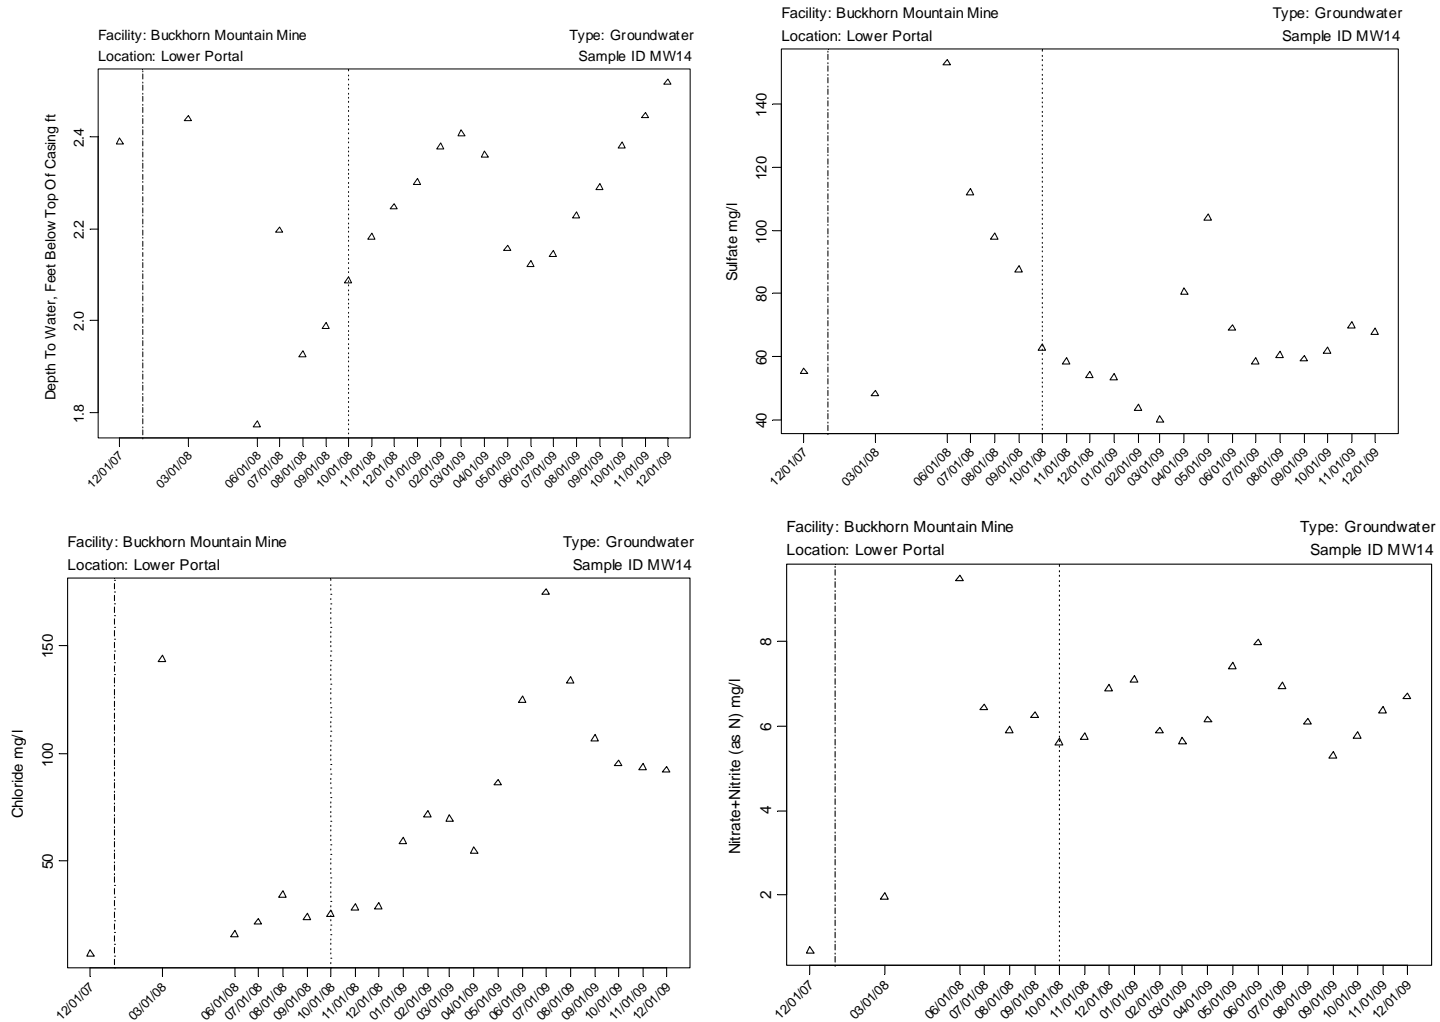 Facility: Buckhorn Mountain Mine Type: Groundwater
Location: Lower Portal Sample ID MW14
Depth To Water, Feet Below Top Of Casing ft
2.4
2.2
2.0
1.8
12/01/07 03/01/08 06/01/08 07/01/08 08/01/08 09/01/08 10/01/08 11/01/08 12/01/08 01/01/09 02/01/09 03/01/09 04/01/09 05/01/09 06/01/09 07/01/09 08/01/09 09/01/09 10/01/09 11/01/09 12/01/09
Facility: Buckhorn Mountain Mine Type: Groundwater
Location: Lower Portal Sample ID MW14
Sulfate mg/l
140
120
100
80
60
40
12/01/07 03/01/08 06/01/08 07/01/08 08/01/08 09/01/08 10/01/08 11/01/08 12/01/08 01/01/09 02/01/09 03/01/09 04/01/09 05/01/09 06/01/09 07/01/09 08/01/09 09/01/09 10/01/09 11/01/09 12/01/09
Facility: Buckhorn Mountain Mine Type: Groundwater
Location: Lower Portal Sample ID MW14
Chloride mg/l
150
100
50
12/01/07 03/01/08 06/01/08 07/01/08 08/01/08 09/01/08 10/01/08 11/01/08 12/01/08 01/01/09 02/01/09 03/01/09 04/01/09 05/01/09 06/01/09 07/01/09 08/01/09 09/01/09 10/01/09 11/01/09 12/01/09
Facility: Buckhorn Mountain Mine Type: Groundwater
Location: Lower Portal Sample ID MW14
Nitrate+Nitrite (as N) mg/l
8
6
4
2
12/01/07 03/01/08 06/01/08 07/01/08 08/01/08 09/01/08 10/01/08 11/01/08 12/01/08 01/01/09 02/01/09 03/01/09 04/01/09 05/01/09 06/01/09 07/01/09 08/01/09 09/01/09 10/01/09 11/01/09 12/01/09